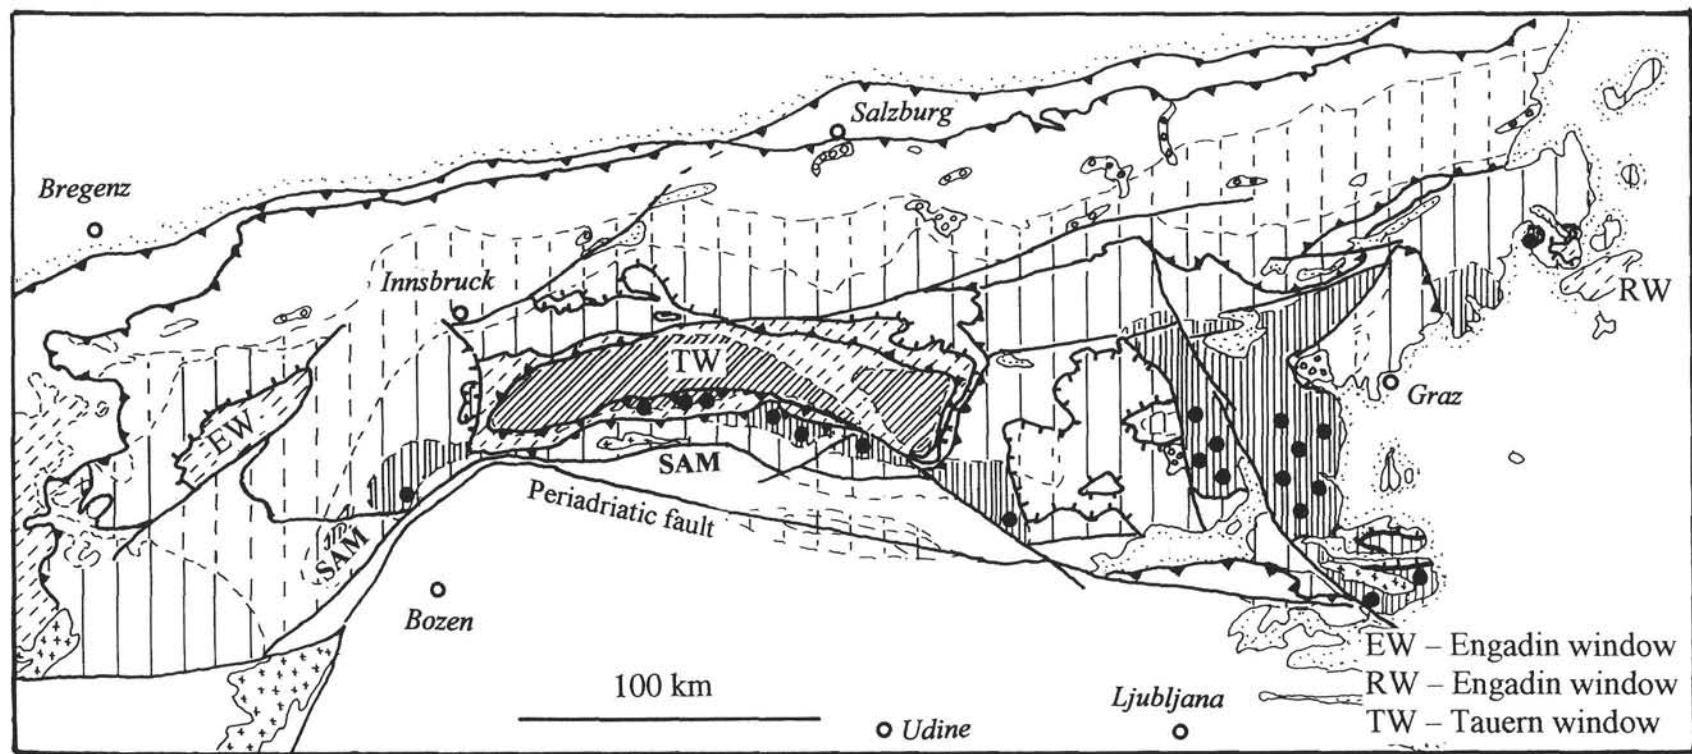 Salzburg
Bregenz
Innsbruck
RW
TW
EW
Graz
SAM
SAM
Periadriatic fault
Bozen
100 km
Udine
Ljubljana
EW – Engadin window
RW – Engadin window
TW – Tauern window